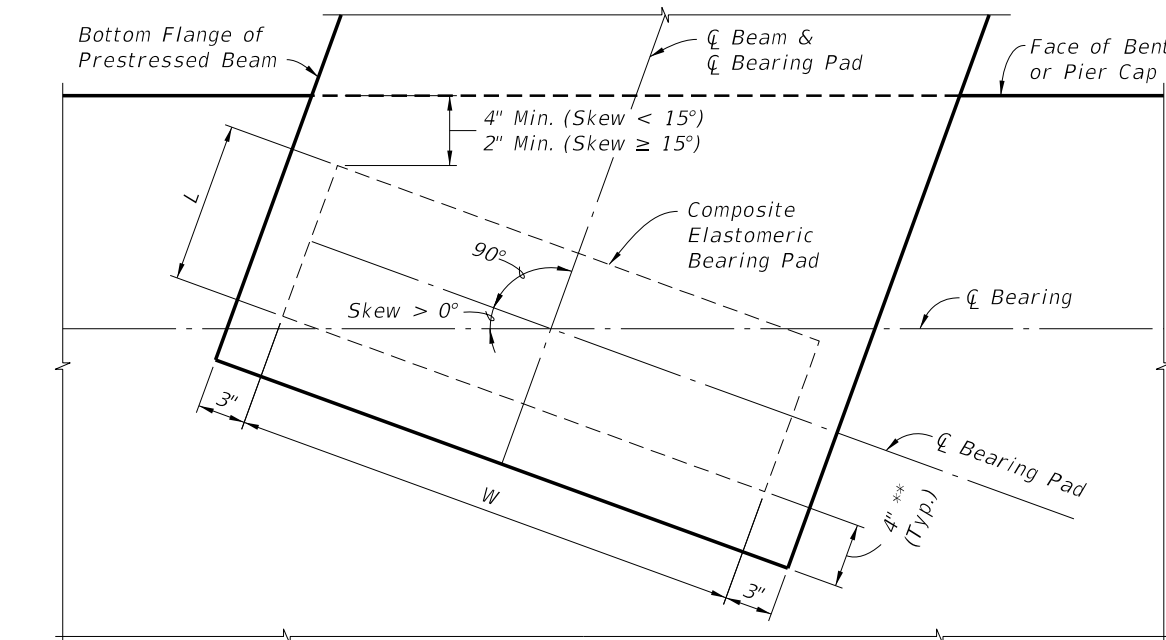 Bottom Flange of
Prestressed Beam
℄ Beam &
℄ Bearing Pad
Face of Bent
or Pier Cap
4" Min. (Skew < 15°)
2" Min. (Skew ≥ 15°)
L
Composite
Elastomeric
Bearing Pad
90°
Skew > 0°
℄ Bearing
3"
W
℄ Bearing Pad
4" **
(Typ.)
3"